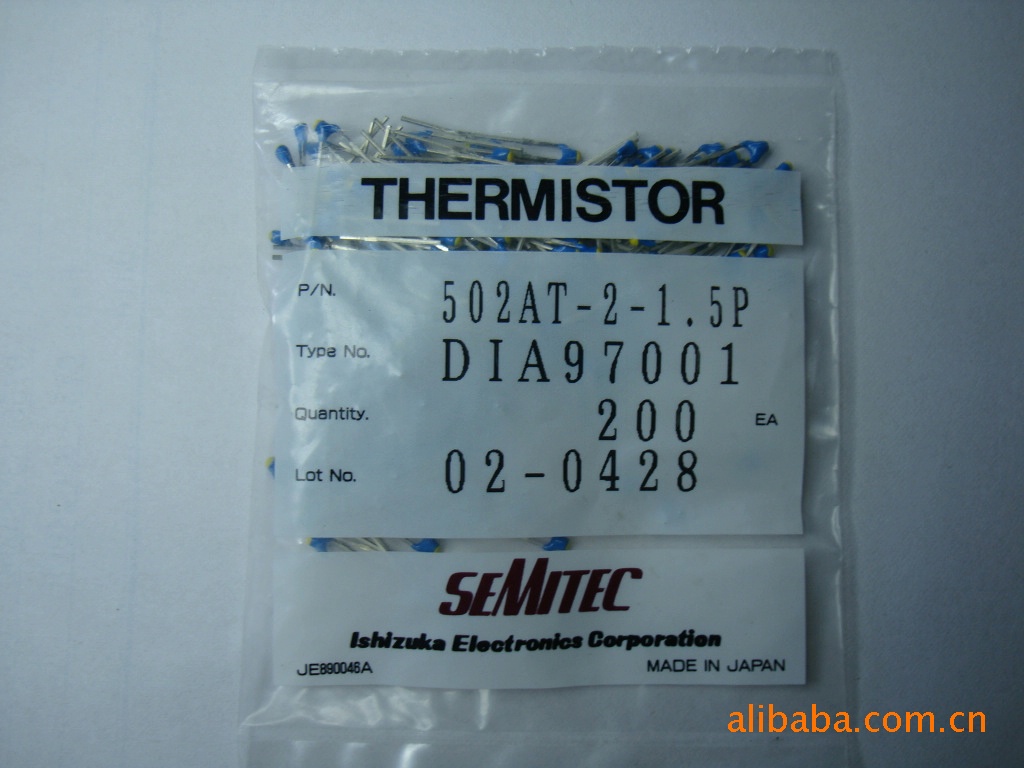 THERMISTOR
P/N. 502AT-2-1.5P
Type No. DIA97001
Quantity. 200 EA
Lot No. 02-0428
SEMITEC
Ishizuka Electronics Corporation
JE890046A MADE IN JAPAN
alibaba.com.cn